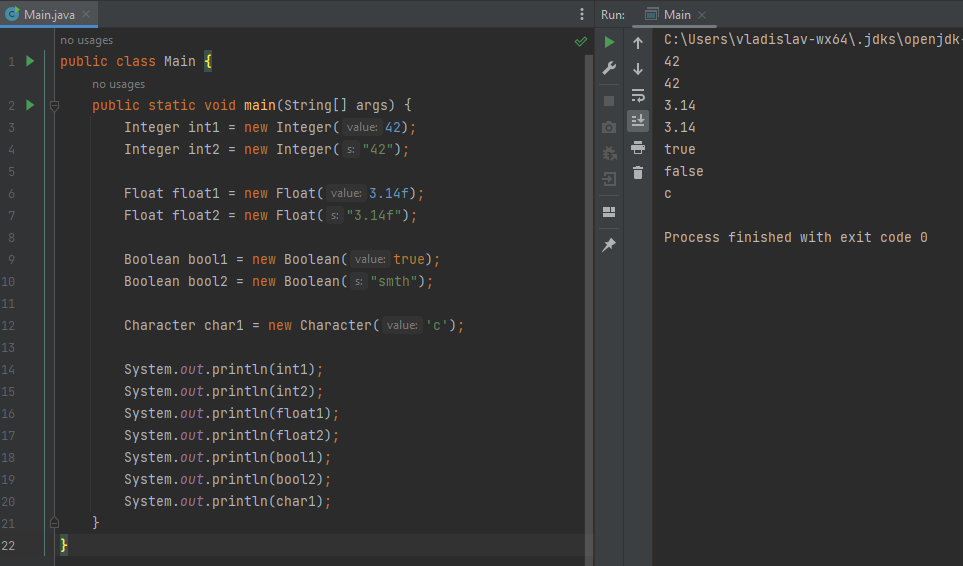 Main.java
Run: Main
no usages
1 public class Main {
no usages
2 public static void main(String[] args) {
3 Integer int1 = new Integer( value: 42);
4 Integer int2 = new Integer( s: "42");
5
6 Float float1 = new Float( value: 3.14f);
7 Float float2 = new Float( s: "3.14f");
8
9 Boolean bool1 = new Boolean( value: true);
10 Boolean bool2 = new Boolean( s: "smth");
11
12 Character char1 = new Character( value: 'c');
13
14 System.out.println(int1);
15 System.out.println(int2);
16 System.out.println(float1);
17 System.out.println(float2);
18 System.out.println(bool1);
19 System.out.println(bool2);
20 System.out.println(char1);
21 }
22 }
C:\Users\vladislav-wx64\.jdks\openjdk-
42
42
3.14
3.14
true
false
c
Process finished with exit code 0